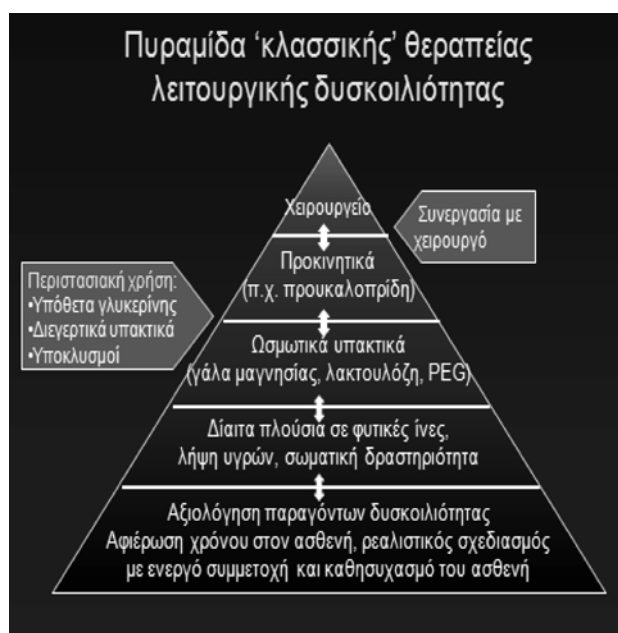 Πυραμίδα ‘κλασσικής’ θεραπείας
λειτουργικής δυσκοιλιότητας
Χειρουργείο
Συνεργασία με
χειρουργό
Προκινητικά
(π.χ. προυκαλοπρίδη)
Περιστασιακή χρήση:
•Υπόθετα γλυκερίνης
•Διεγερτικά υπακτικά
•Υποκλυσμοί
Ωσμωτικά υπακτικά
(γάλα μαγνησίας, λακτουλόζη, PEG)
Δίαιτα πλούσια σε φυτικές ίνες,
λήψη υγρών, σωματική δραστηριότητα
Αξιολόγηση παραγόντων δυσκοιλιότητας
Αφιέρωση χρόνου στον ασθενή, ρεαλιστικός σχεδιασμός
με ενεργό συμμετοχή και καθησυχασμό του ασθενή